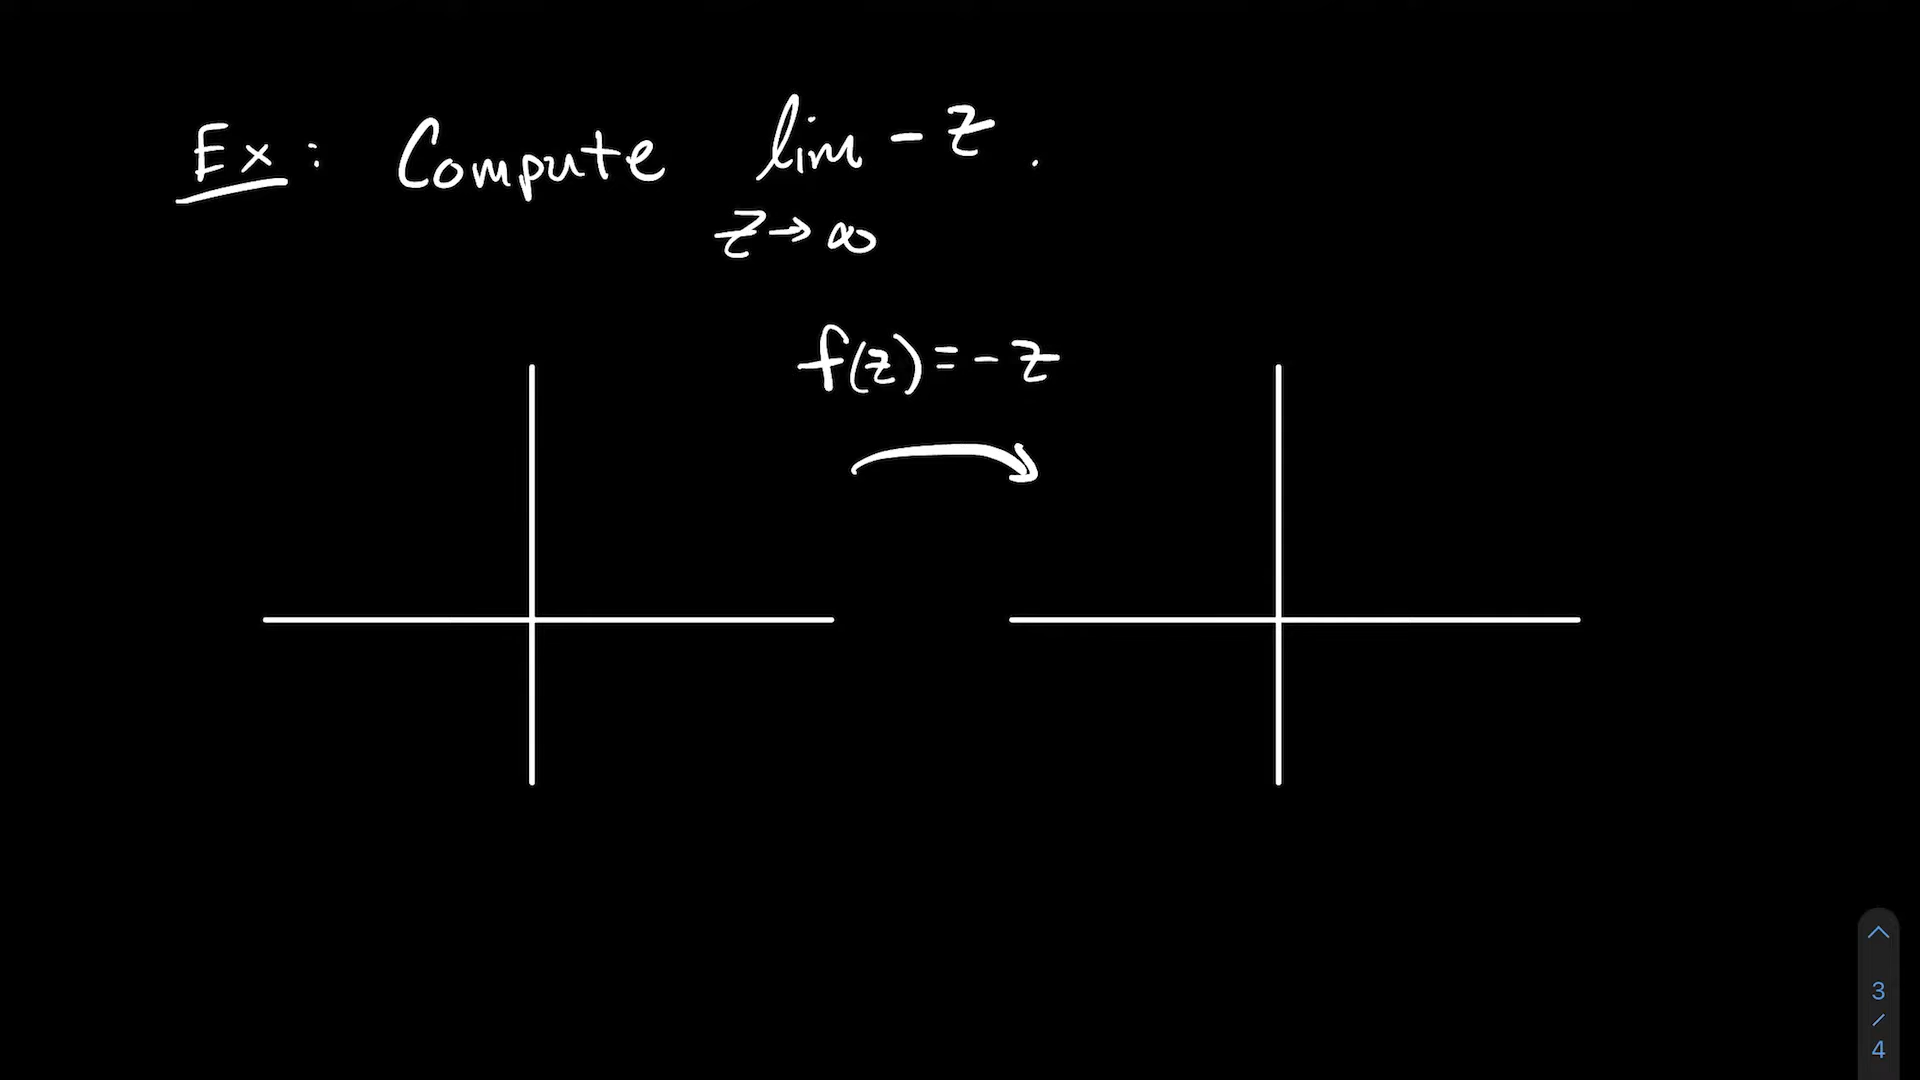 Ex: Compute lim - z .
z → ∞
f(z) = - z
3
/
4